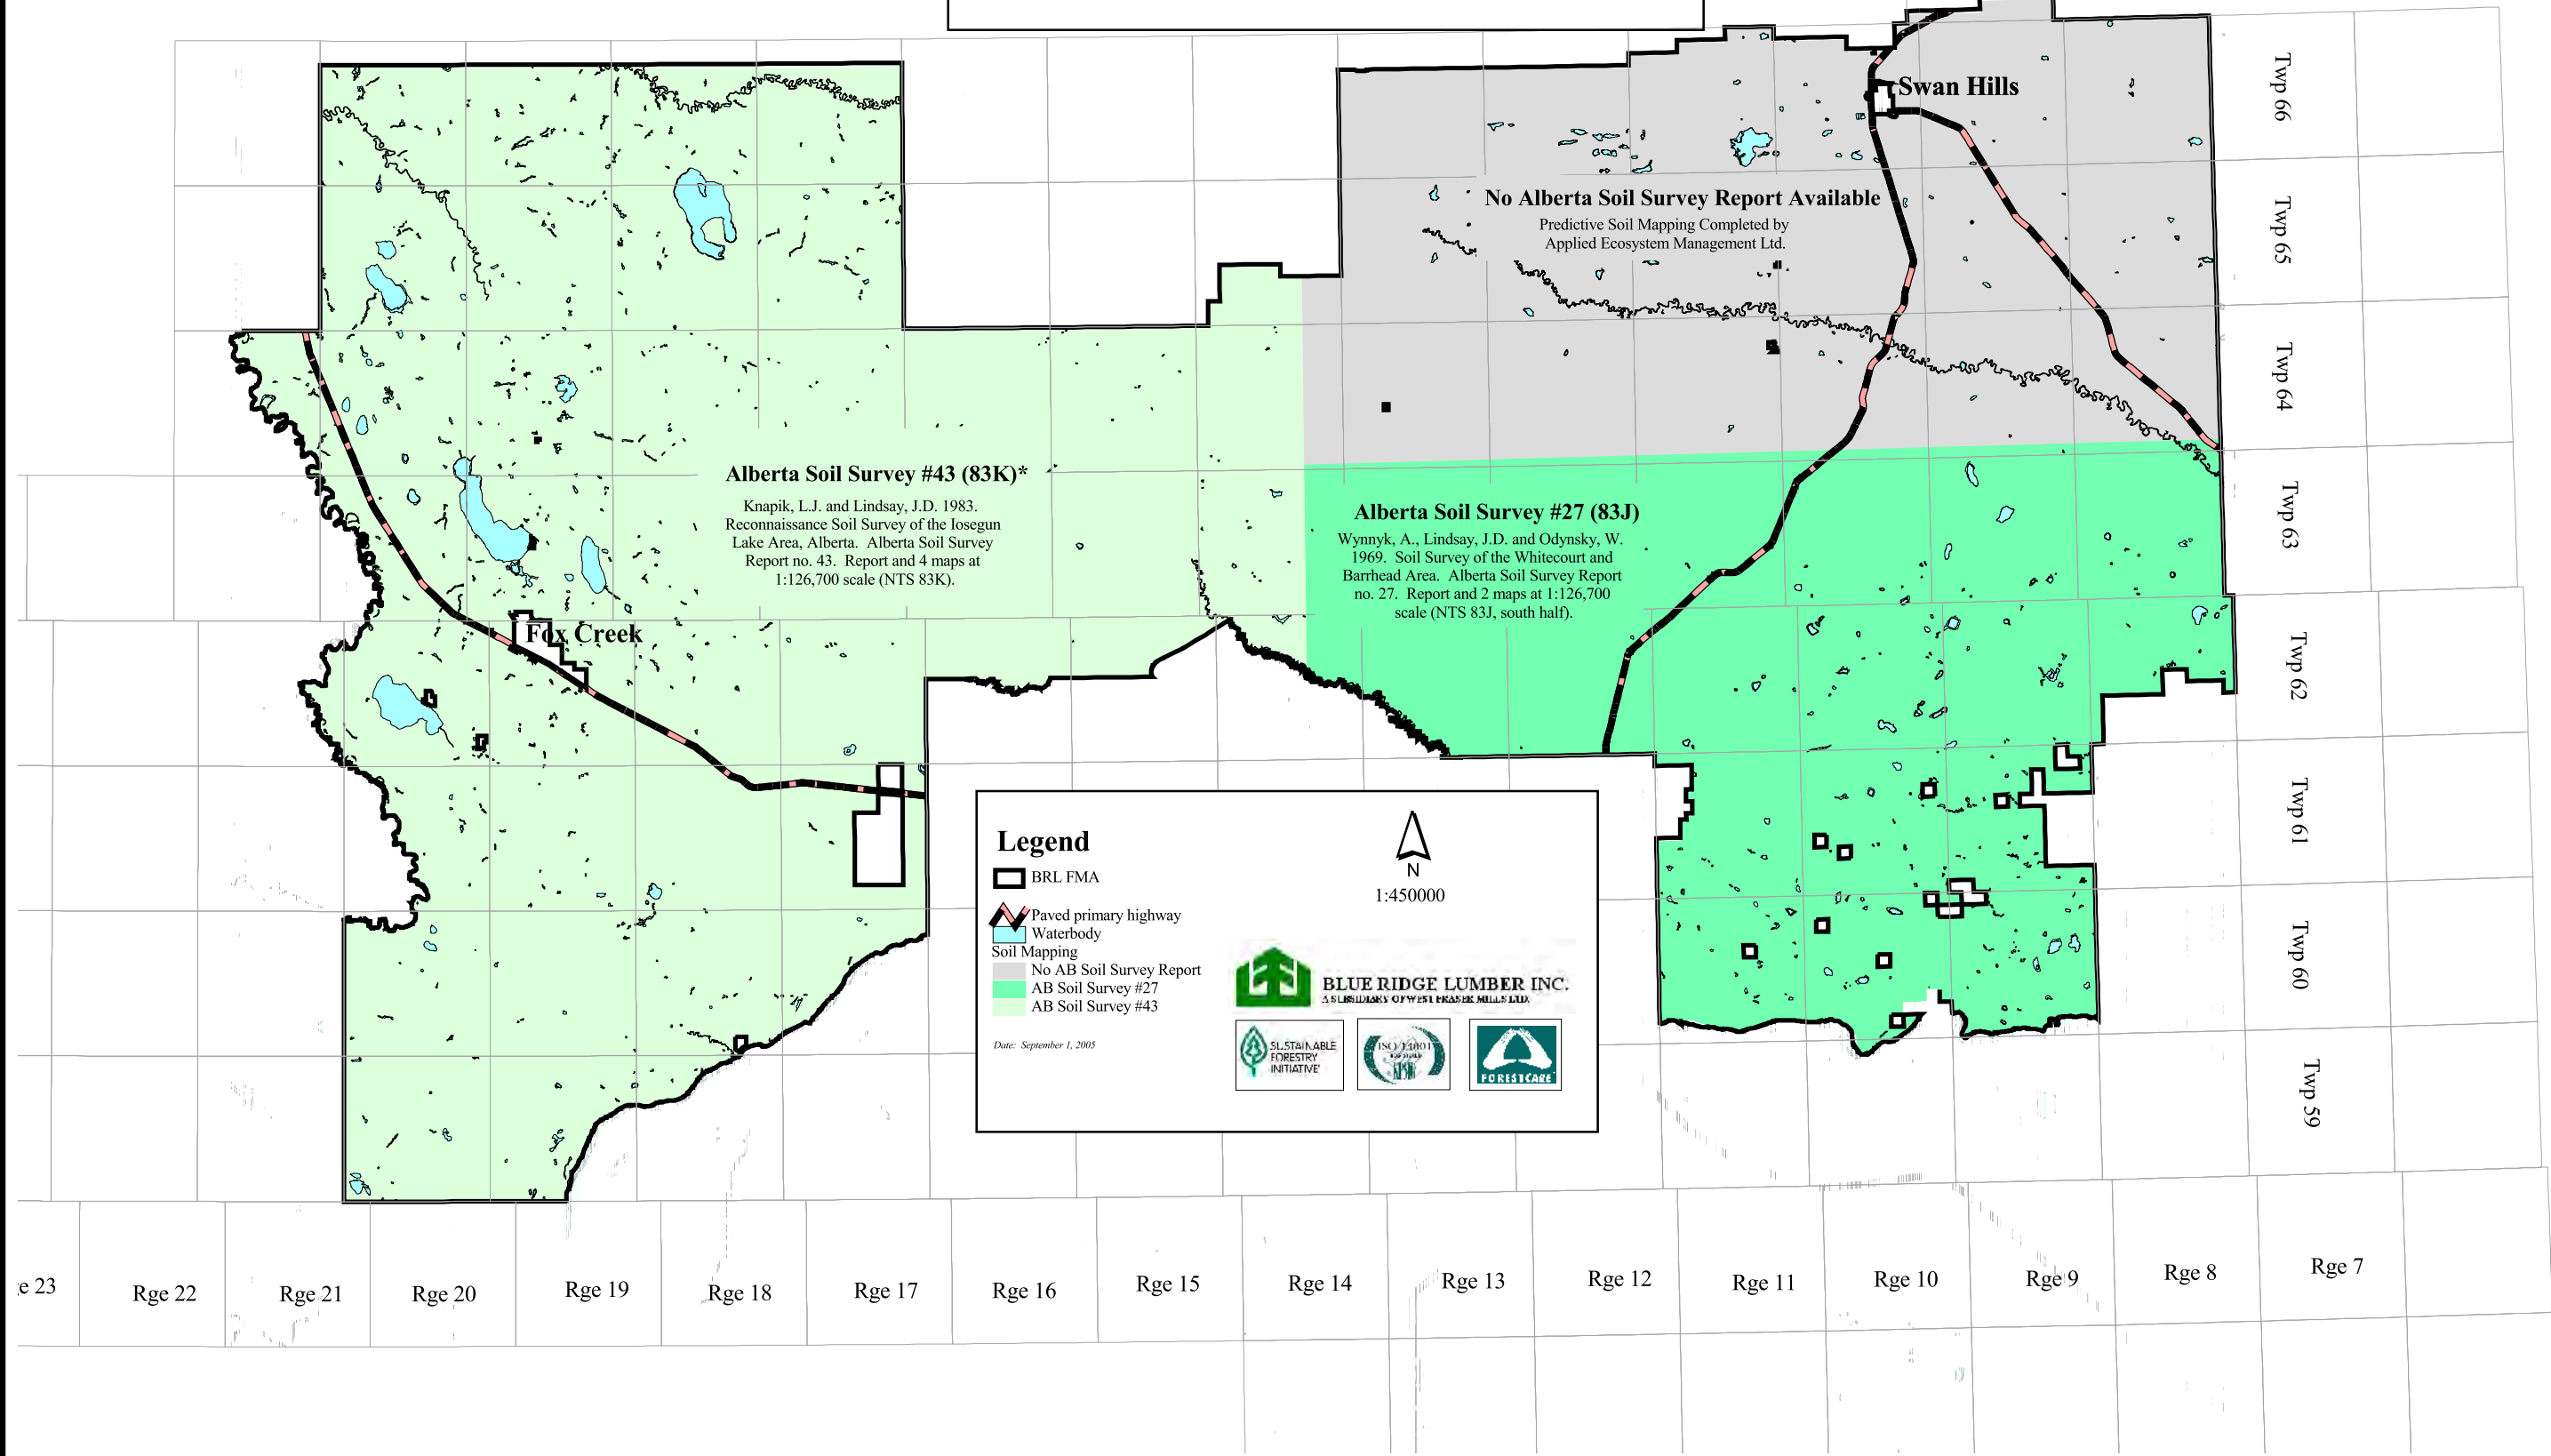 Swan Hills
Twp 66
No Alberta Soil Survey Report Available
Predictive Soil Mapping Completed by
Applied Ecosystem Management Ltd.
Twp 65
Twp 64
Alberta Soil Survey #43 (83K)*
Knapik, L.J. and Lindsay, J.D. 1983.
Reconnaissance Soil Survey of the Iosegun
Lake Area, Alberta. Alberta Soil Survey
Report no. 43. Report and 4 maps at
1:126,700 scale (NTS 83K).
Alberta Soil Survey #27 (83J)
Wynnyk, A., Lindsay, J.D. and Odynsky, W.
1969. Soil Survey of the Whitecourt and
Barrhead Area. Alberta Soil Survey Report
no. 27. Report and 2 maps at 1:126,700
scale (NTS 83J, south half).
Twp 63
Fox Creek
Twp 62
Twp 61
Legend
BRL FMA
Paved primary highway
Waterbody
Soil Mapping
No AB Soil Survey Report
AB Soil Survey #27
AB Soil Survey #43
Date: September 1, 2005
N
1:450000
BLUE RIDGE LUMBER INC.
A SUBSIDIARY OF WEST FRASER MILLS LTD.
SUSTAINABLE
FORESTRY
INITIATIVE
ISO 14001
FORESTCARE
Twp 60
Twp 59
e 23
Rge 22
Rge 21
Rge 20
Rge 19
Rge 18
Rge 17
Rge 16
Rge 15
Rge 14
Rge 13
Rge 12
Rge 11
Rge 10
Rge 9
Rge 8
Rge 7